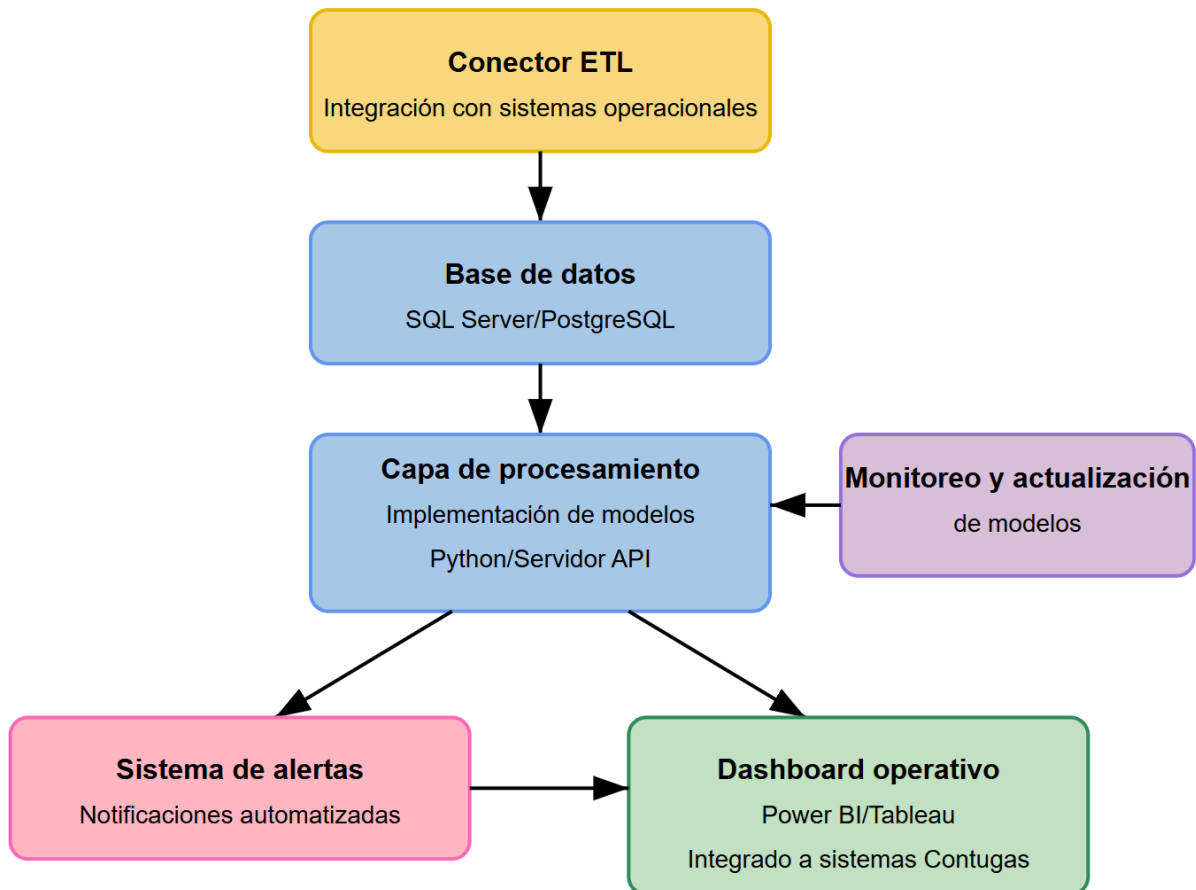 Conector ETL
Integración con sistemas operacionales
Base de datos
SQL Server/PostgreSQL
Capa de procesamiento
Implementación de modelos
Python/Servidor API
Monitoreo y actualización
de modelos
Sistema de alertas
Notificaciones automatizadas
Dashboard operativo
Power BI/Tableau
Integrado a sistemas Contugas